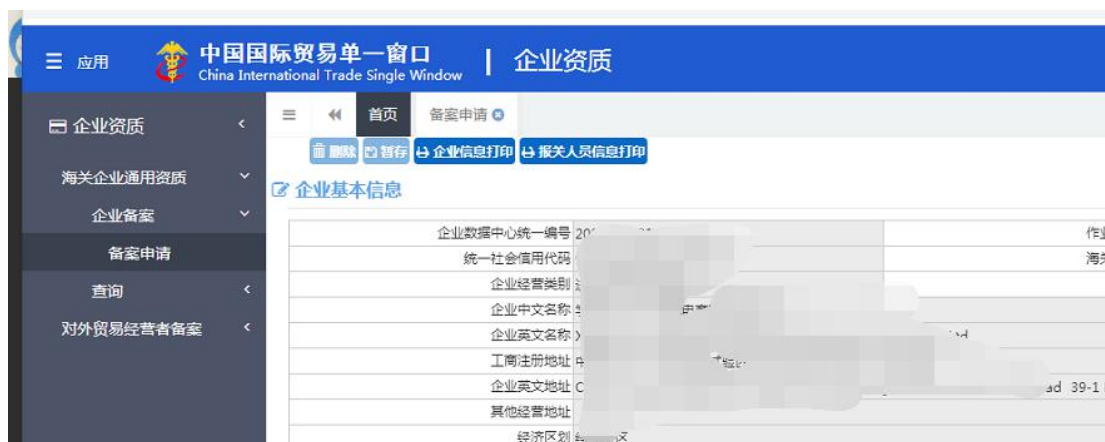 应用
中国国际贸易单一窗口
China International Trade Single Window
企业资质
企业资质
海关企业通用资质
企业备案
备案申请
查询
对外贸易经营者备案
首页
备案申请
删除 暂存 企业信息打印 报关人员信息打印
企业基本信息
企业数据中心统一编号
统一社会信用代码
企业经营类别
企业中文名称
企业英文名称
工商注册地址
企业英文地址 39-1
其他经营地址
经济区划